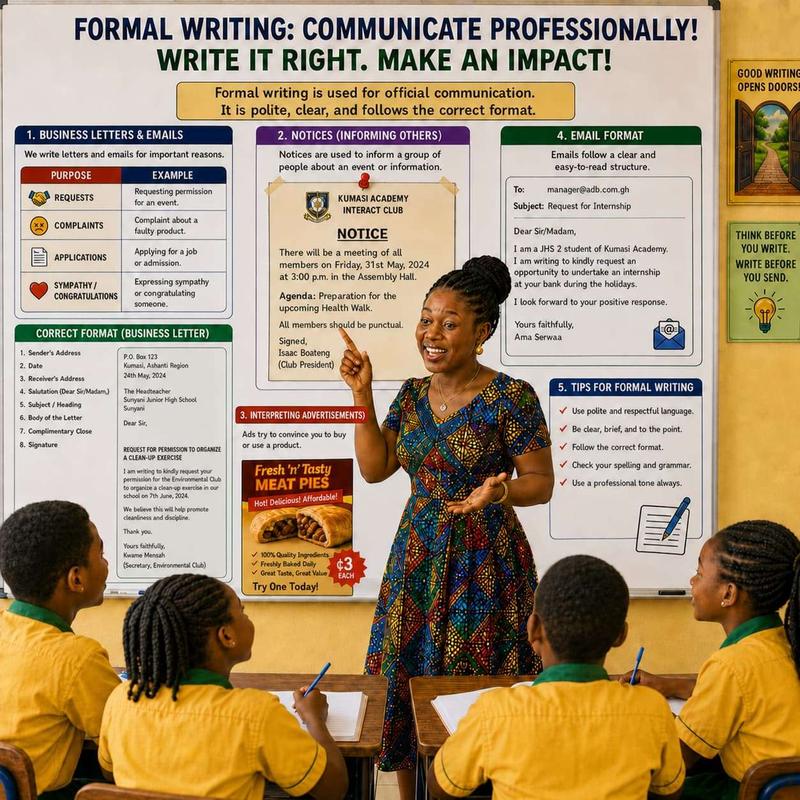 FORMAL WRITING: COMMUNICATE PROFESSIONALLY!
WRITE IT RIGHT. MAKE AN IMPACT!
Formal writing is used for official communication.
It is polite, clear, and follows the correct format.
1. BUSINESS LETTERS & EMAILS
We write letters and emails for important reasons.
PURPOSE
EXAMPLE
REQUESTS
Requesting permission
for an event.
COMPLAINTS
Complaint about a
faulty product.
APPLICATIONS
Applying for a job
or admission.
SYMPATHY /
CONGRATULATIONS
Expressing sympathy
or congratulating
someone.
CORRECT FORMAT (BUSINESS LETTER)
1. Sender's Address
2. Date
3. Receiver's Address
4. Salutation (Dear Sir/Madam,)
5. Subject / Heading
6. Body of the Letter
7. Complimentary Close
8. Signature
P.O. Box 123
Kumasi, Ashanti Region
24th May, 2024
The Headteacher
Sunyani Junior High School
Sunyani
Dear Sir,
REQUEST FOR PERMISSION TO ORGANIZE
A CLEAN-UP EXERCISE
I am writing to kindly request your
permission for the Environmental Club
to organize a clean-up exercise in our
school on 7th June, 2024.
We believe this will help promote
cleanliness and discipline.
Thank you.
Yours faithfully,
Kwame Mensah
(Secretary, Environmental Club)
2. NOTICES (INFORMING OTHERS)
Notices are used to inform a group of
people about an event or information.
KUMASI ACADEMY
INTERACT CLUB
NOTICE
There will be a meeting of all
members on Friday, 31st May, 2024
at 3:00 p.m. in the Assembly Hall.
Agenda: Preparation for the
upcoming Health Walk.
All members should be punctual.
Signed,
Isaac Boateng
(Club President)
3. INTERPRETING ADVERTISEMENTS)
Ads try to convince you to buy
or use a product.
Fresh 'n' Tasty
MEAT PIES
Hot! Delicious! Affordable!
100% Quality Ingredients
Freshly Baked Daily
Great Taste, Great Value
₵3
EACH
Try One Today!
4. EMAIL FORMAT
Emails follow a clear and
easy-to-read structure.
To: manager@adb.com.gh
Subject: Request for Internship
Dear Sir/Madam,
I am a JHS 2 student of Kumasi Academy.
I am writing to kindly request an
opportunity to undertake an internship
at your bank during the holidays.
I look forward to your positive response.
Yours faithfully,
Ama Serwaa
@
5. TIPS FOR FORMAL WRITING
Use polite and respectful language.
Be clear, brief, and to the point.
Follow the correct format.
Check your spelling and grammar.
Use a professional tone always.
GOOD WRITING
OPENS DOORS!
THINK BEFORE
YOU WRITE.
WRITE BEFORE
YOU SEND.